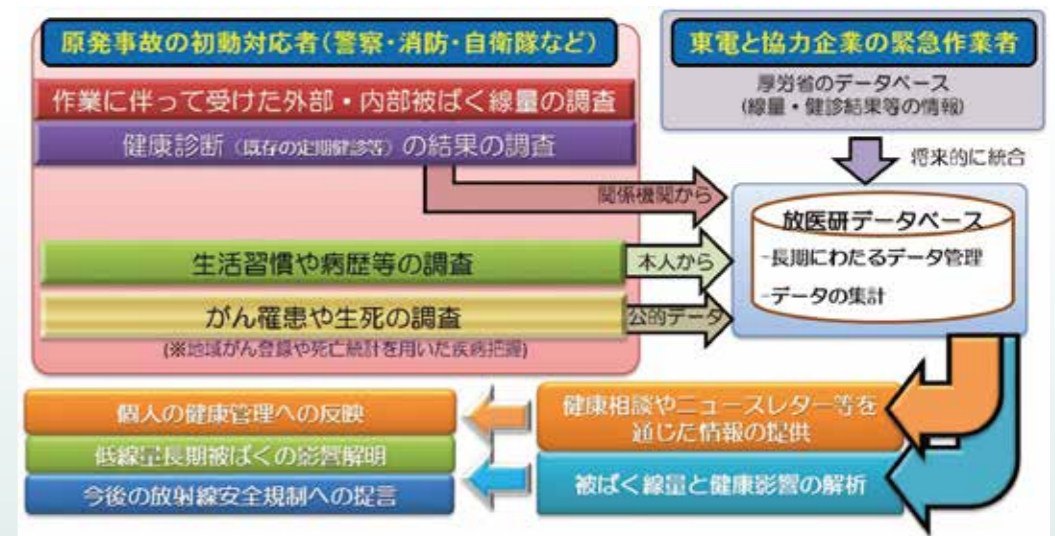 原発事故の初動対応者(警察・消防・自衛隊など)
作業に伴って受けた外部・内部被ばく線量の調査
健康診断(既存の定期健診等)の結果の調査
関係機関から
生活習慣や病歴等の調査
本人から
がん罹患や生死の調査
公的データ
(※地域がん登録や死亡統計を用いた疾病把握)
東電と協力企業の緊急作業者
厚労省のデータベース
(線量・健診結果等の情報)
将来的に統合
放医研データベース
-長期にわたるデータ管理
-データの集計
健康相談やニュースレター等を
通じた情報の提供
被ばく線量と健康影響の解析
個人の健康管理への反映
低線量長期被ばくの影響解明
今後の放射線安全規制への提言